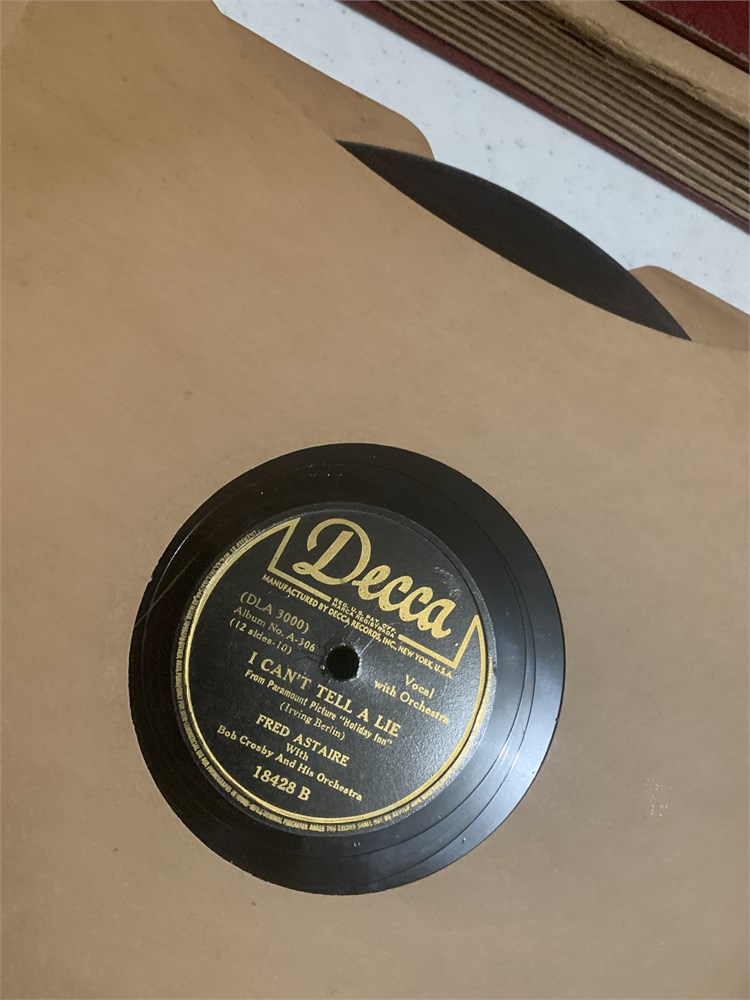 Decca
REG. U.S. PAT. OFF.
MARCA REGISTRADA
MANUFACTURED BY DECCA RECORDS, INC., NEW YORK, U.S.A.
(DLA 3000)
Album No. A-306
(12 sides-10)
Vocal
with Orchestra
I CAN'T TELL A LIE
From Paramount Picture "Holiday Inn"
(Irving Berlin)
FRED ASTAIRE
With
Bob Crosby And His Orchestra
18428 B